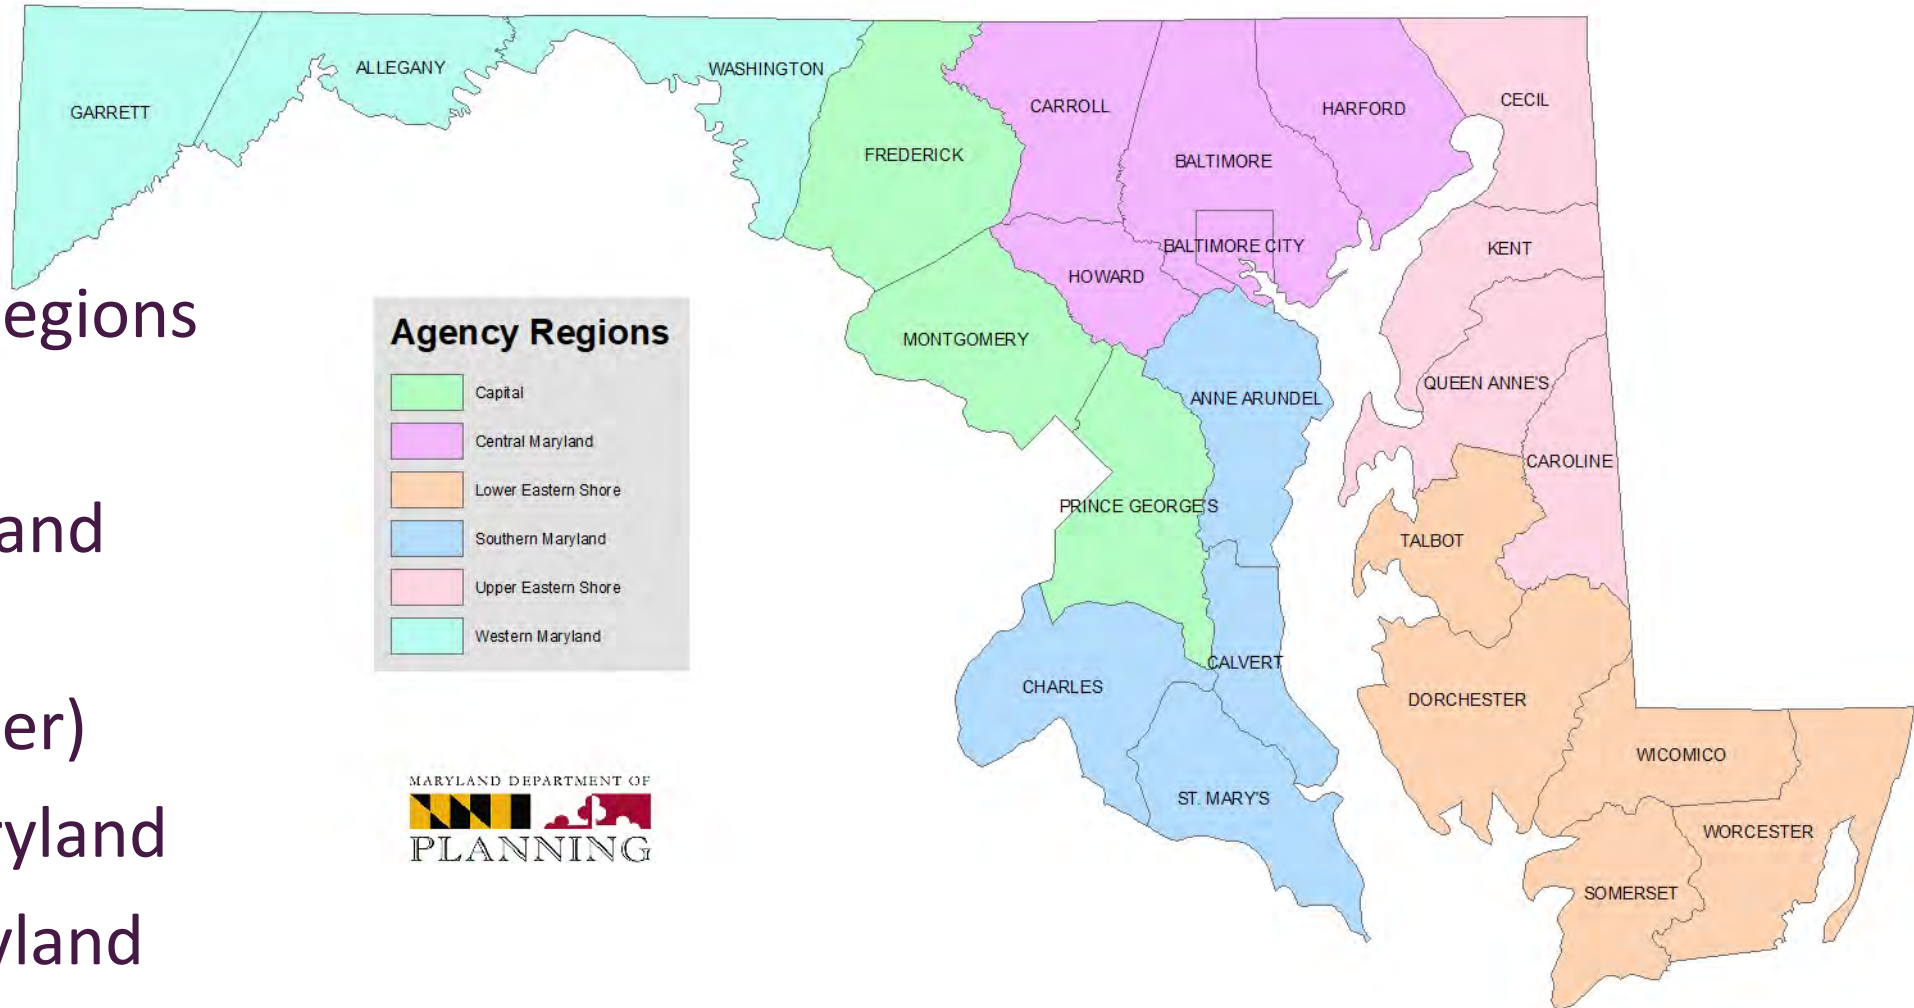 egions
and
er)
ryland
yland
GARRETT
ALLEGANY
WASHINGTON
FREDERICK
CARROLL
BALTIMORE
HARFORD
CECIL
BALTIMORE CITY
HOWARD
KENT
MONTGOMERY
ANNE ARUNDEL
QUEEN ANNE'S
CAROLINE
PRINCE GEORGE'S
TALBOT
CHARLES
CALVERT
DORCHESTER
ST. MARY'S
WICOMICO
WORCESTER
SOMERSET
Agency Regions
Capital
Central Maryland
Lower Eastern Shore
Southern Maryland
Upper Eastern Shore
Western Maryland
MARYLAND DEPARTMENT OF
PLANNING